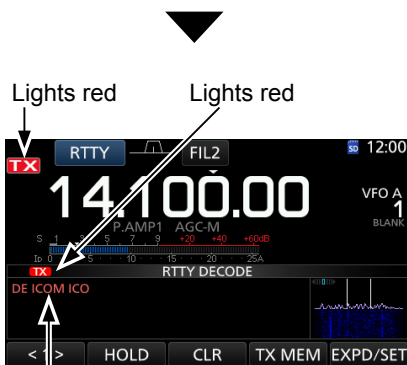 Lights red Lights red
TX RTTY FIL2 SD 12:00
14.100.00 VFO A
1
P.AMP1 AGC-M BLANK
S 1 3 5 7 9 +20 +40 +60dB
ID 0 5 10 15 20 25A
TX RTTY DECODE
DE ICOM ICO
< 1 > HOLD CLR TX MEM EXPD/SET